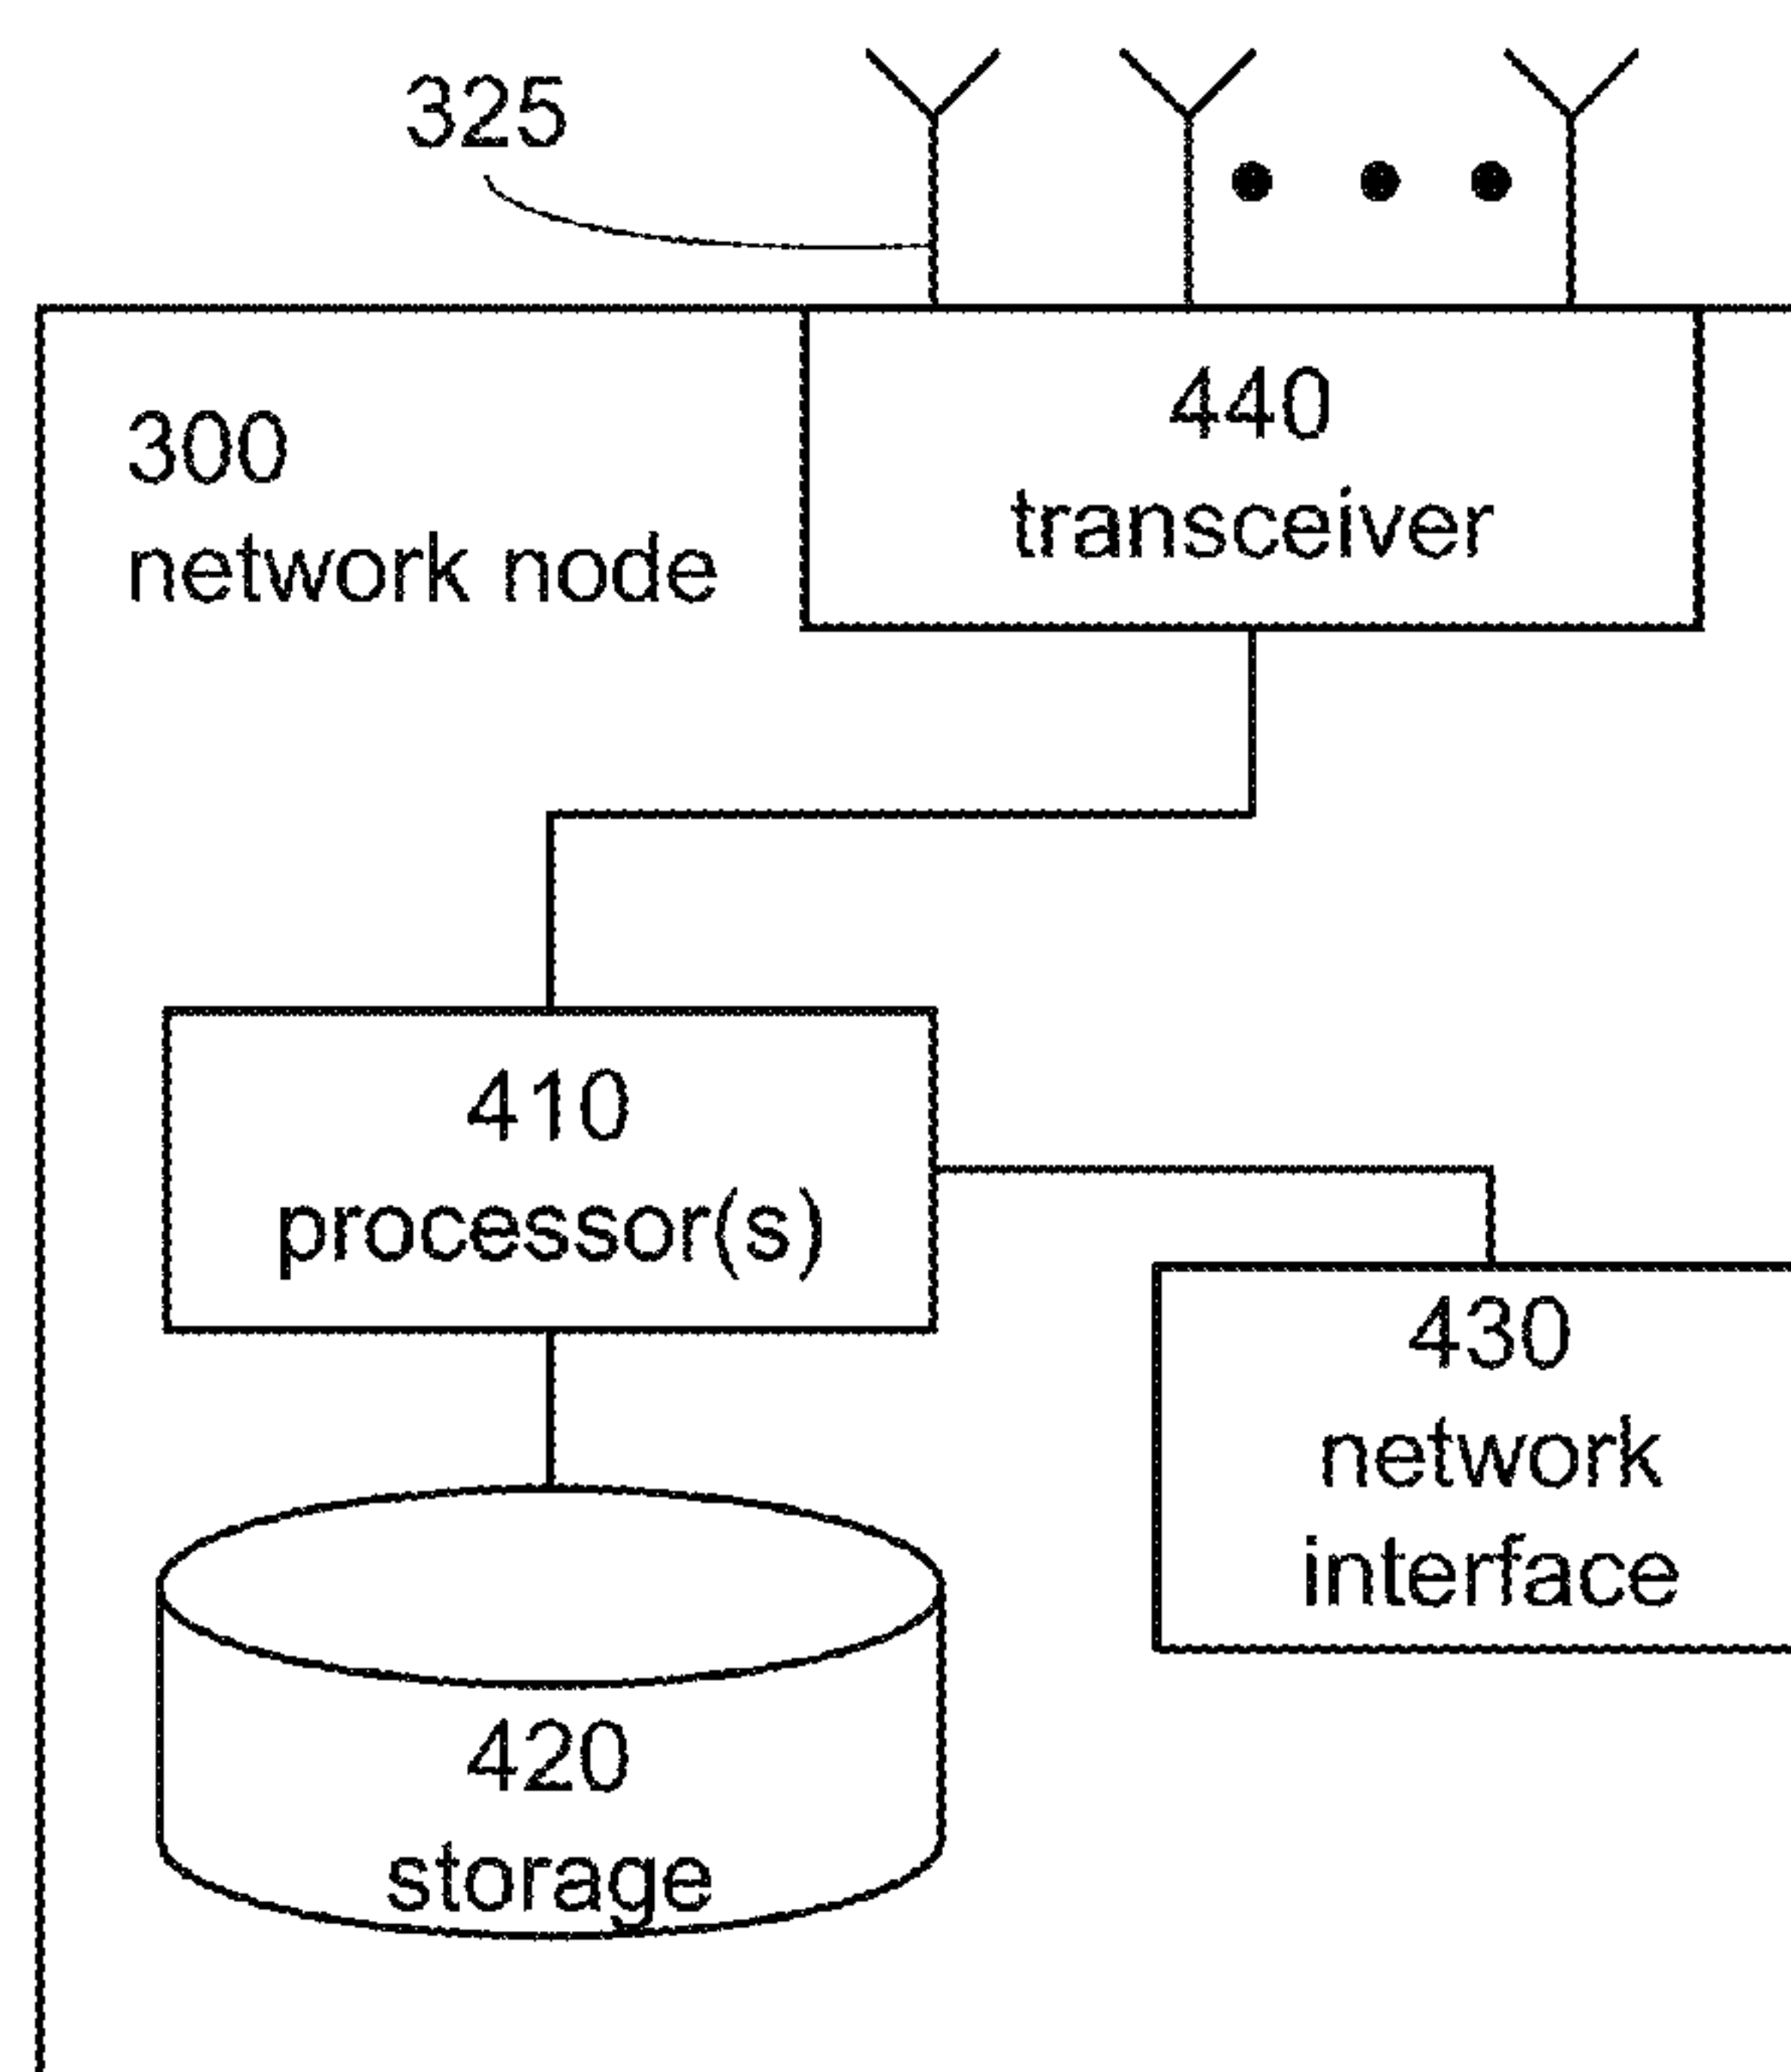 325
440
transceiver
300
network node
410
processor(s)
430
network
interface
420
storage